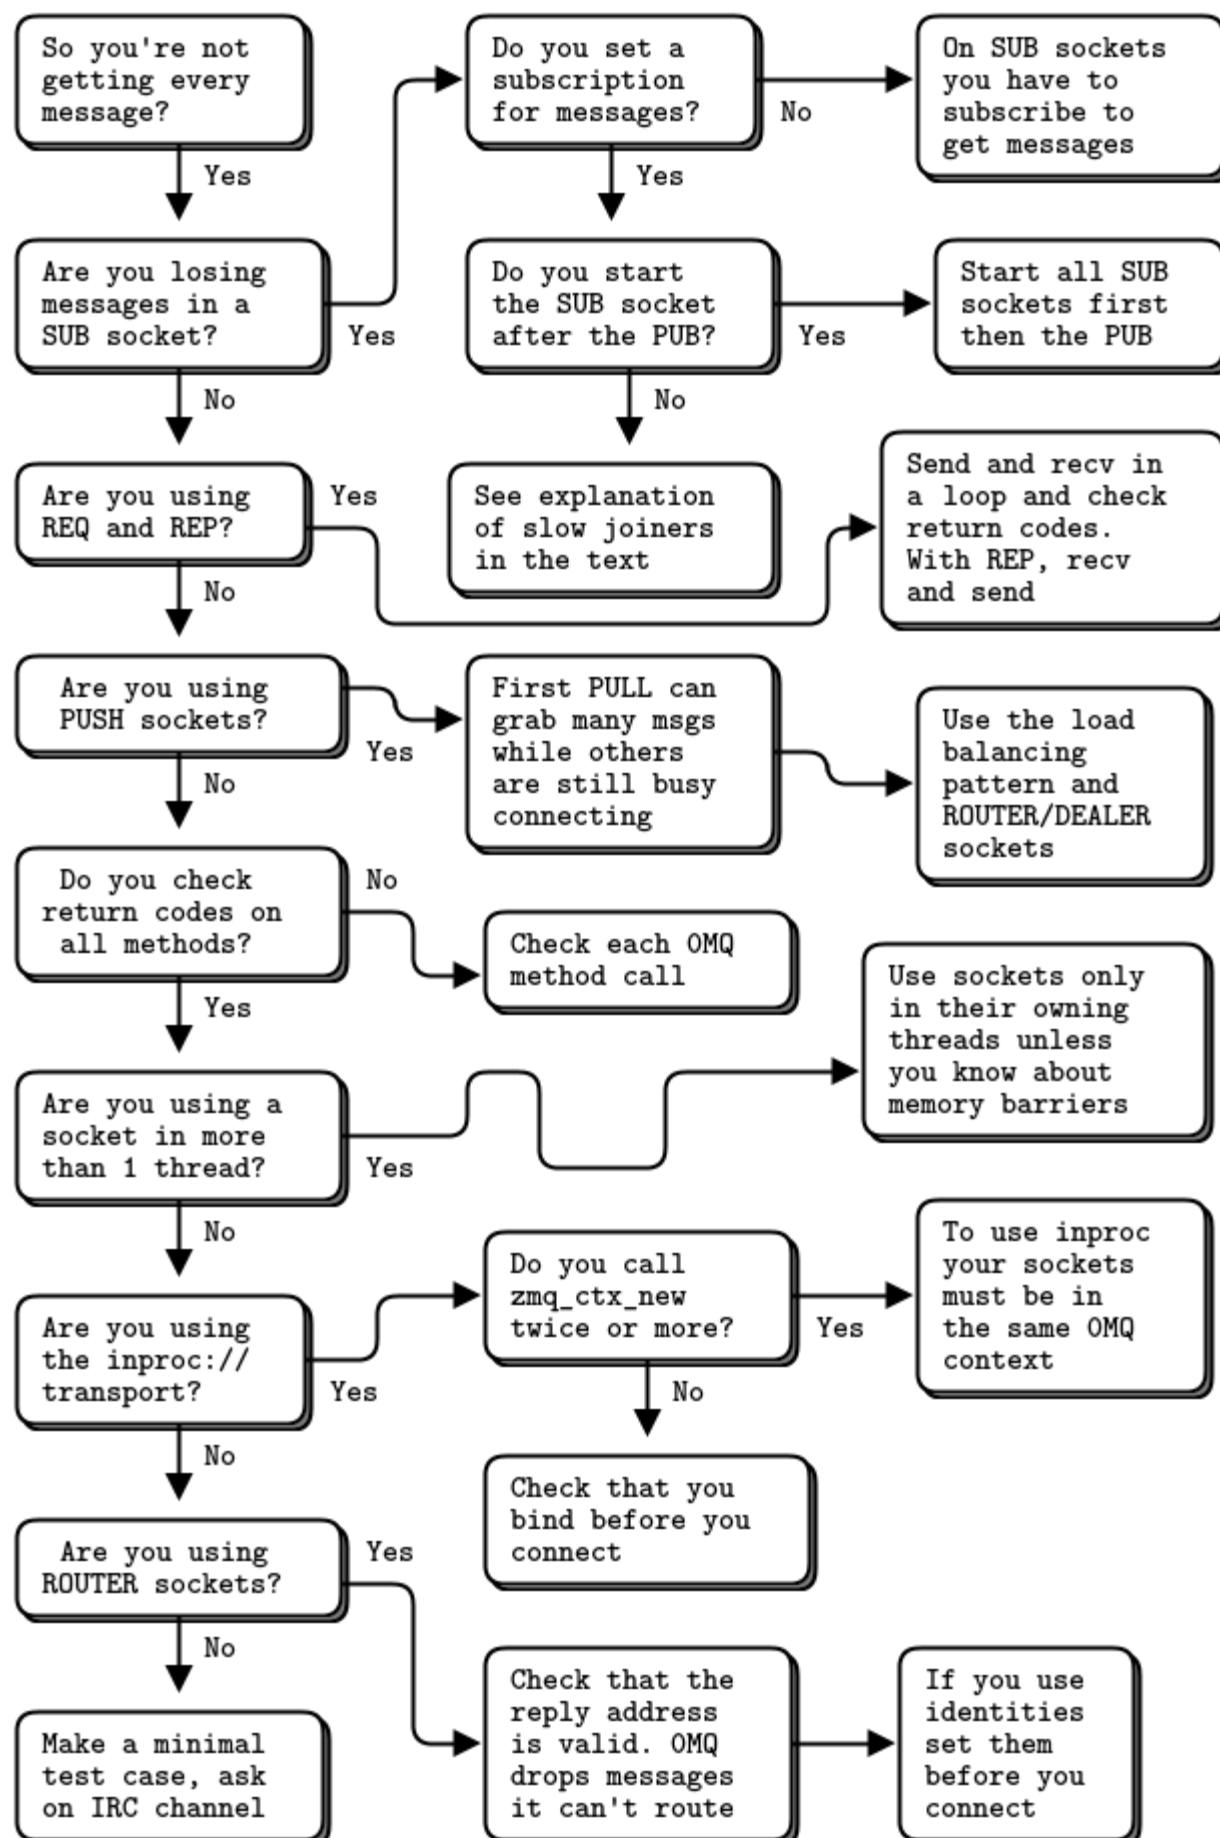 So you're not
getting every
message?
Yes
Do you set a
subscription
for messages?
No
Yes
On SUB sockets
you have to
subscribe to
get messages
Are you losing
messages in a
SUB socket?
Yes
No
Do you start
the SUB socket
after the PUB?
Yes
No
Start all SUB
sockets first
then the PUB
Are you using
REQ and REP?
Yes
No
See explanation
of slow joiners
in the text
Send and recv in
a loop and check
return codes.
With REP, recv
and send
Are you using
PUSH sockets?
Yes
No
First PULL can
grab many msgs
while others
are still busy
connecting
Use the load
balancing
pattern and
ROUTER/DEALER
sockets
Do you check
return codes on
all methods?
No
Yes
Check each OMQ
method call
Use sockets only
in their owning
threads unless
you know about
memory barriers
Are you using a
socket in more
than 1 thread?
Yes
No
Are you using
the inproc://
transport?
Yes
No
Do you call
zmq_ctx_new
twice or more?
Yes
No
To use inproc
your sockets
must be in
the same OMQ
context
Check that you
bind before you
connect
Are you using
ROUTER sockets?
Yes
No
Make a minimal
test case, ask
on IRC channel
Check that the
reply address
is valid. OMQ
drops messages
it can't route
If you use
identities
set them
before you
connect